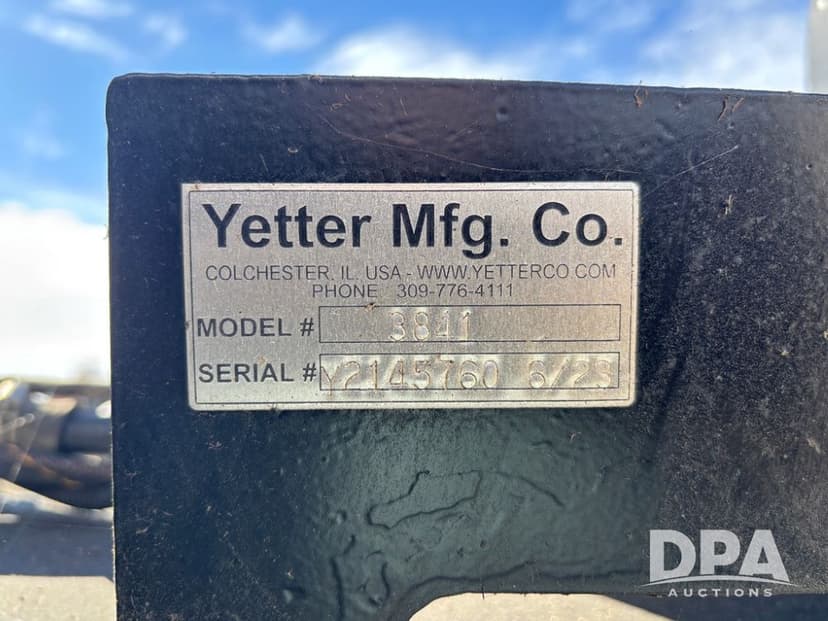 Yetter Mfg. Co.
COLCHESTER, IL. USA - WWW.YETTERCO.COM
PHONE 309-776-4111
MODEL # 3841
SERIAL # Y2145760 6/23
DPA
AUCTIONS